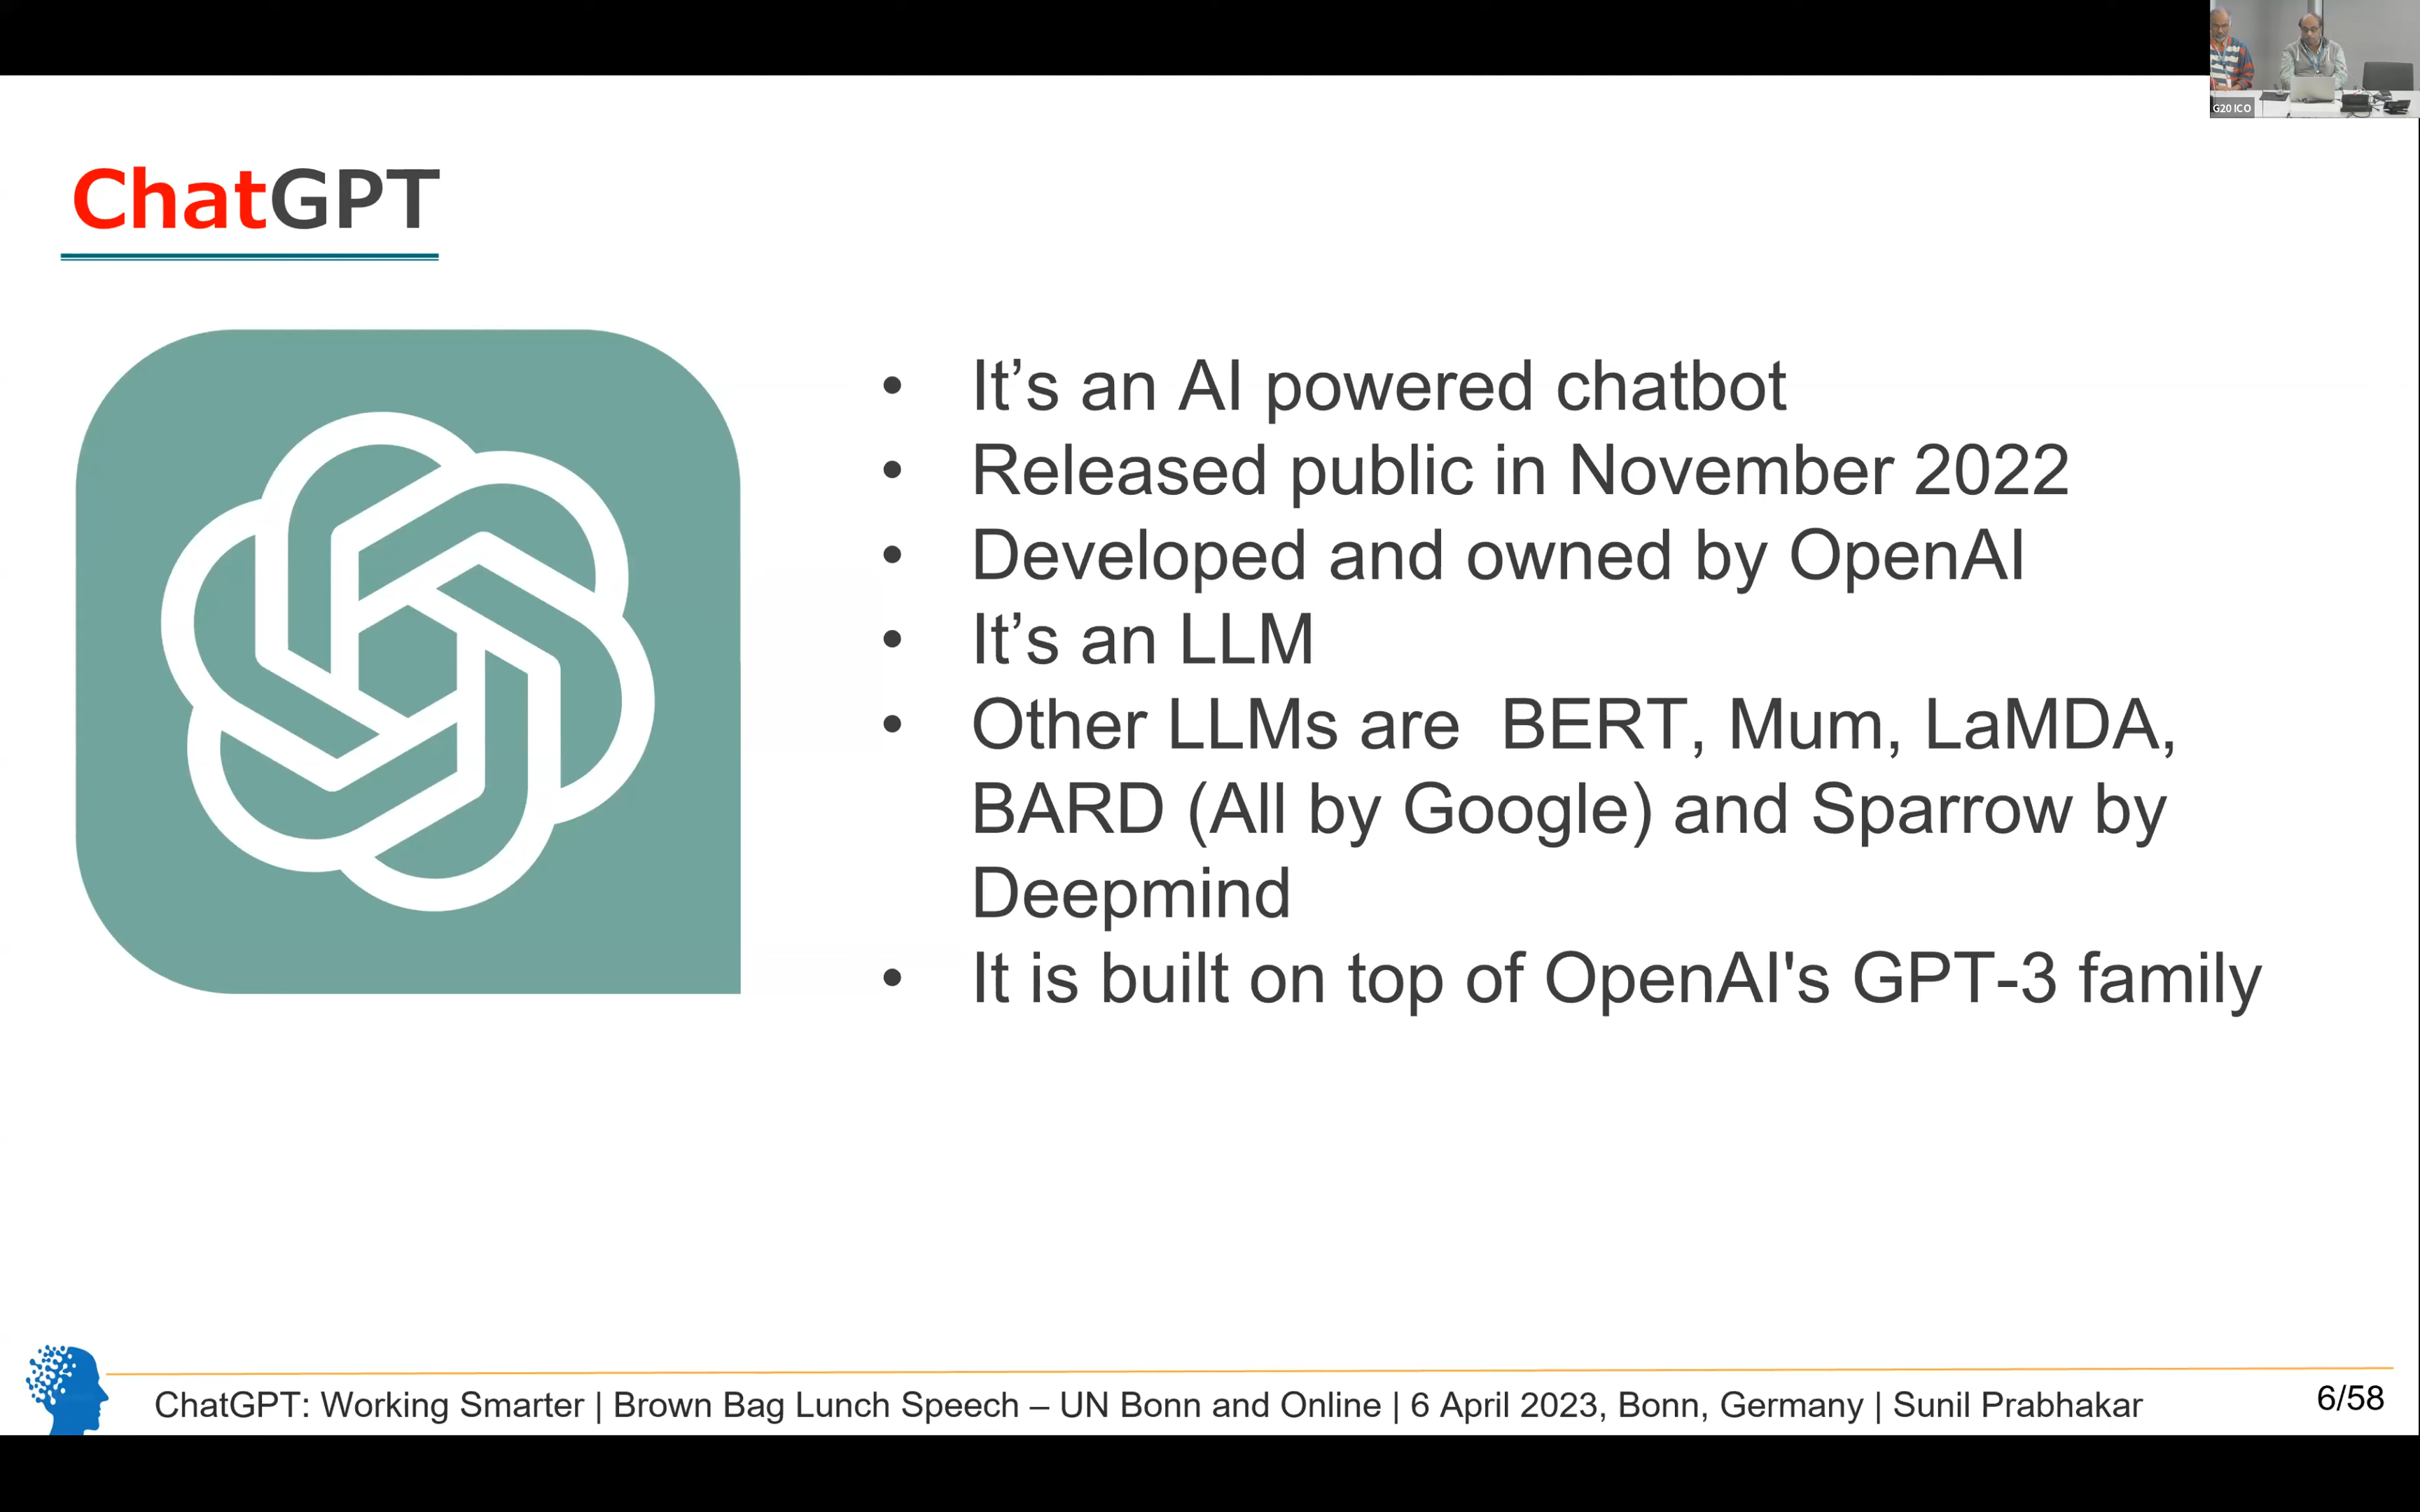 G20 ICO
ChatGPT
• It’s an AI powered chatbot
• Released public in November 2022
• Developed and owned by OpenAI
• It’s an LLM
• Other LLMs are  BERT, Mum, LaMDA,
BARD (All by Google) and Sparrow by
Deepmind
• It is built on top of OpenAI's GPT-3 family
ChatGPT: Working Smarter | Brown Bag Lunch Speech – UN Bonn and Online | 6 April 2023, Bonn, Germany | Sunil Prabhakar
6/58